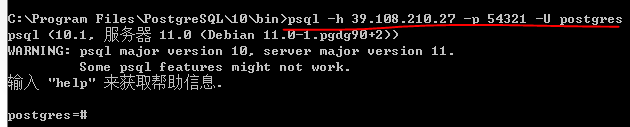 C:\Program Files\PostgreSQL\10\bin>psql -h 39.108.210.27 -p 54321 -U postgres
psql (10.1, 服务器 11.0 (Debian 11.0-1.pgdg90+2))
WARNING: psql major version 10, server major version 11.
Some psql features might not work.
输入 "help" 来获取帮助信息.
postgres=#